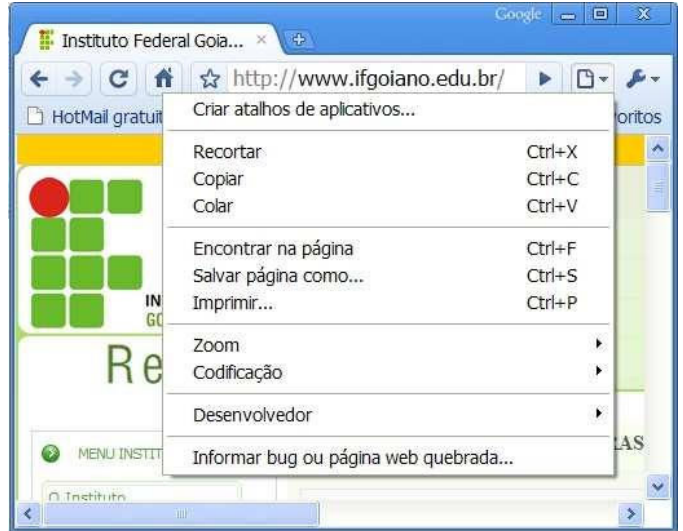 Google
Instituto Federal Goia...
http://www.ifgoiano.edu.br/
HotMail gratuit
oritos
Criar atalhos de aplicativos...
Recortar Ctrl+X
Copiar Ctrl+C
Colar Ctrl+V
Encontrar na página Ctrl+F
Salvar página como... Ctrl+S
Imprimir... Ctrl+P
Zoom
Codificação
Desenvolvedor
Informar bug ou página web quebrada...
IN
GO
Re
MENU INSTIT
RAS
O Instituto